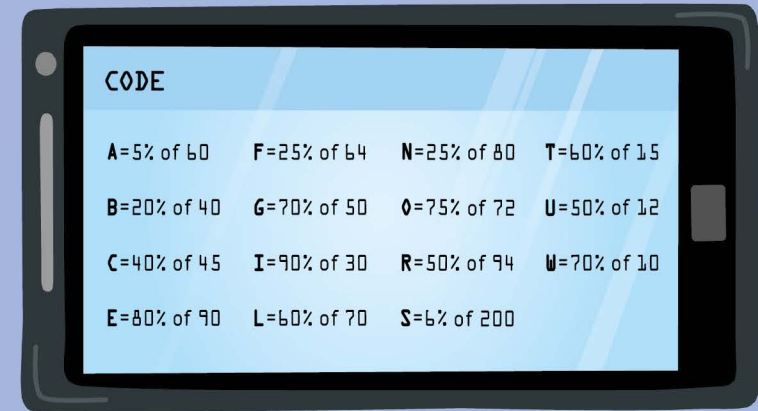 CODE
A=5% of 60 F=25% of 64 N=25% of 80 T=60% of 15
B=20% of 40 G=70% of 50 O=75% of 72 U=50% of 12
C=40% of 45 I=90% of 30 R=50% of 94 W=70% of 10
E=80% of 90 L=60% of 70 S=6% of 200